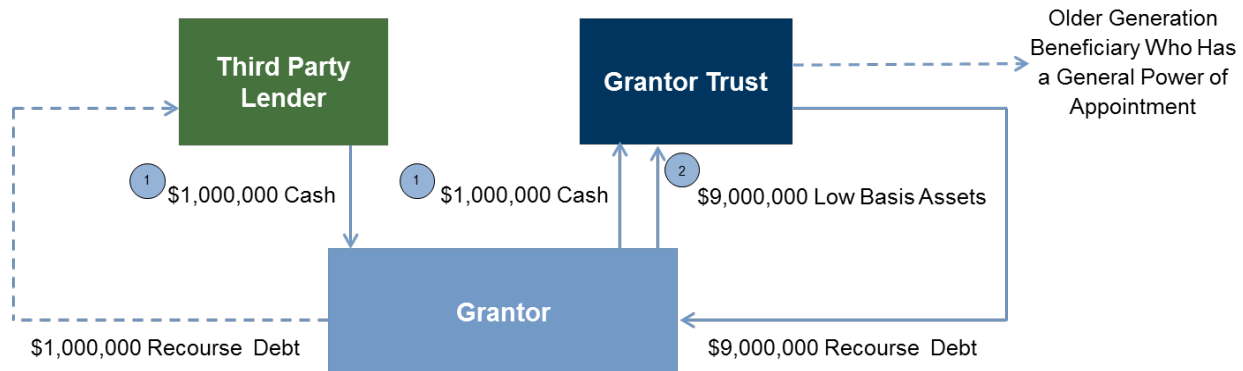 Third Party
Lender
Grantor Trust
Older Generation
Beneficiary Who Has
a General Power of
Appointment
1
$1,000,000 Cash
1
$1,000,000 Cash
2
$9,000,000 Low Basis Assets
Grantor
$1,000,000 Recourse Debt
$9,000,000 Recourse Debt